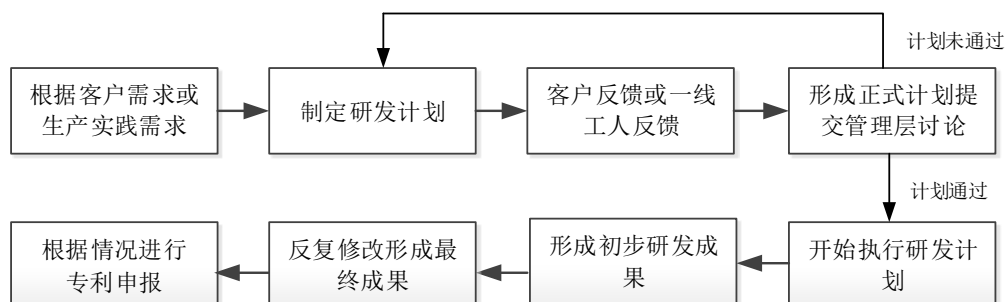 计划未通过
根据客户需求或
生产实践需求
制定研发计划
客户反馈或一线
工人反馈
形成正式计划提
交管理层讨论
计划通过
根据情况进行
专利申报
反复修改形成最
终成果
形成初步研发成
果
开始执行研发计
划